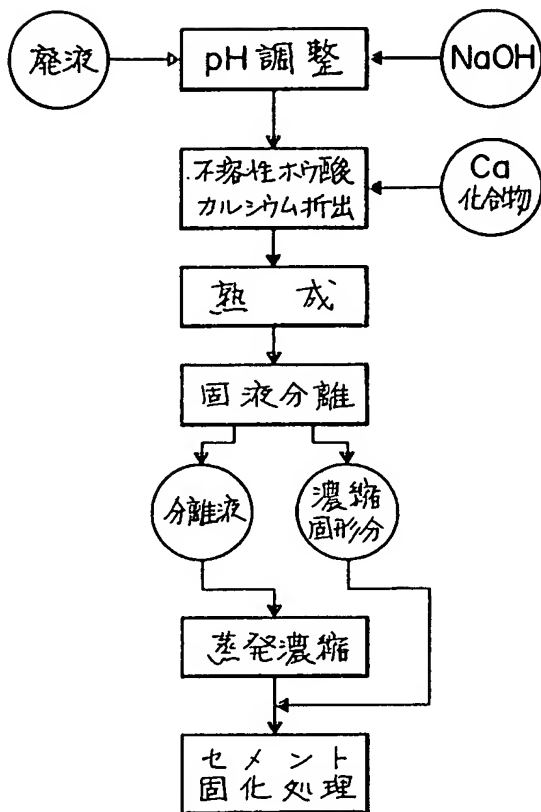 廃液
pH調整
NaOH
不溶性ホウ酸
カルシウム折出
Ca
化合物
熟成
固液分離
分離液
濃縮
固形分
蒸発濃縮
セメント
固化処理